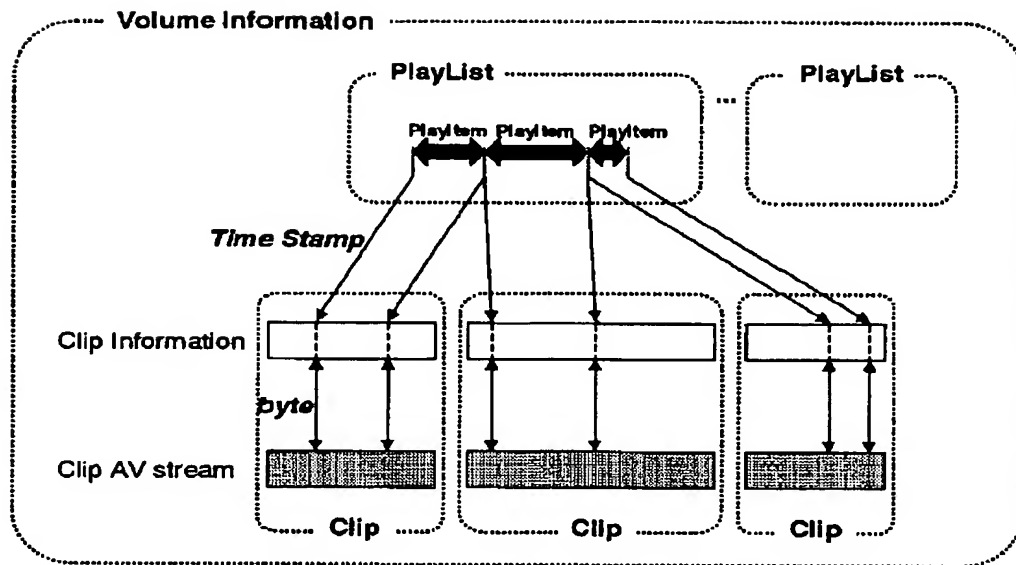 Volume Information
PlayList
PlayList
...
PlayItem PlayItem PlayItem
Time Stamp
Clip Information
byte
Clip AV stream
Clip
Clip
Clip